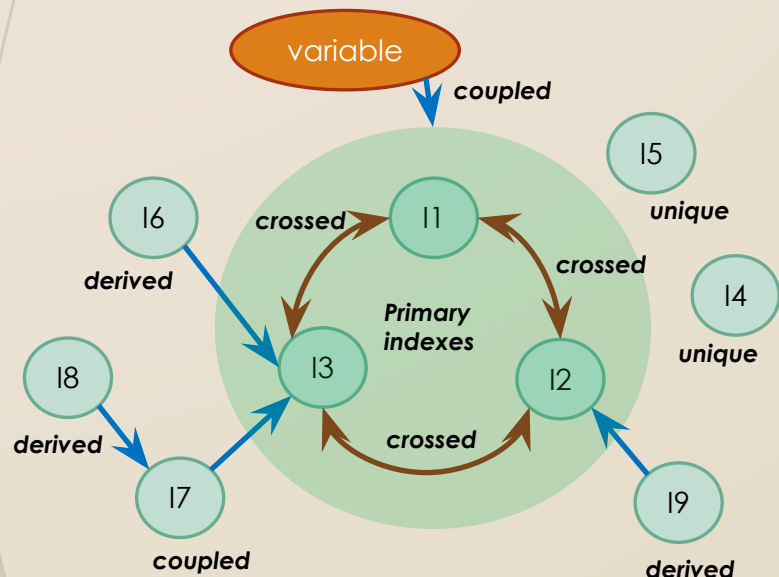 variable
coupled
I5
unique
I6
crossed
I1
crossed
derived
I4
unique
Primary
indexes
I8
I3
I2
derived
crossed
I7
I9
coupled
derived